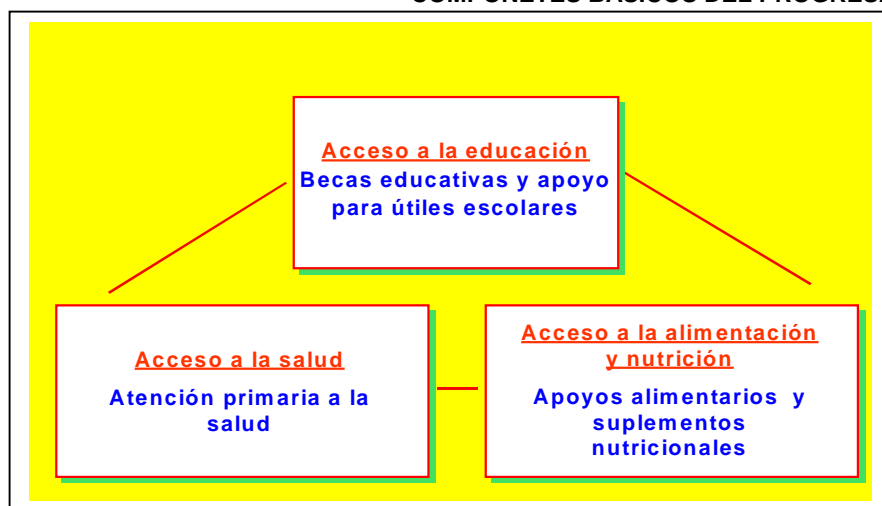 Acceso a la educación
Becas educativas y apoyo
para útiles escolares
Acceso a la salud
Atención primaria a la
salud
Acceso a la alimentación
y nutrición
Apoyos alimentarios y
suplementos
nutricionales